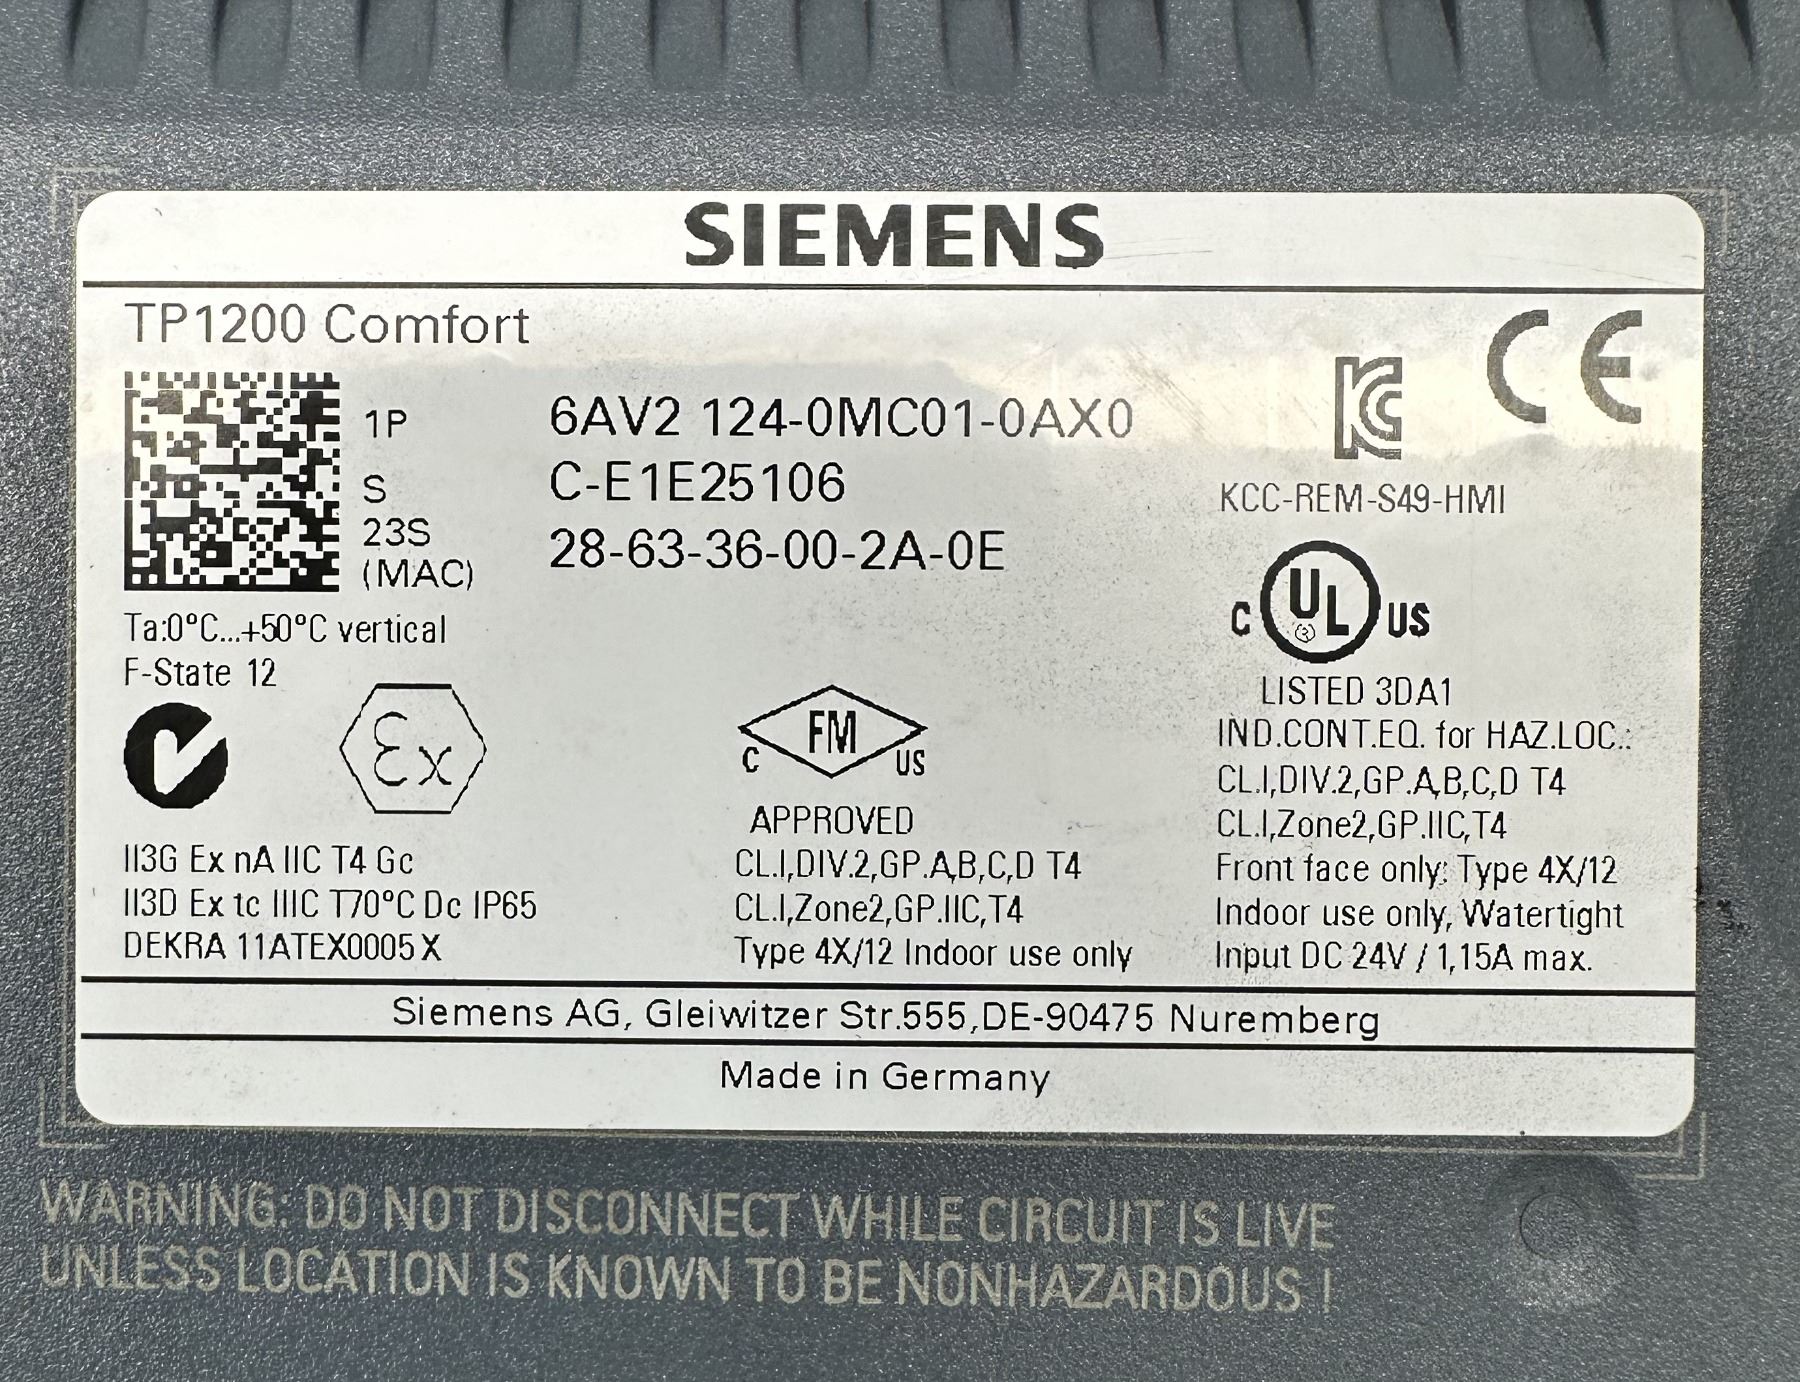 SIEMENS
TP1200 Comfort
CE
1P 6AV2 124-0MC01-0AX0
KC
S C-E1E25106
KCC-REM-S49-HMI
23S
(MAC) 28-63-36-00-2A-0E
C UL US
LISTED 3DA1
IND.CONT.EQ. for HAZ.LOC.:
CL.I,DIV.2,GP.A,B,C,D T4
CL.I,Zone2,GP.IIC,T4
Front face only: Type 4X/12
Indoor use only, Watertight
Input DC 24V / 1,15A max.
Ta:0°C...+50°C vertical
F-State 12
Ex
II3G Ex nA IIC T4 Gc
II3D Ex tc IIIC T70°C Dc IP65
DEKRA 11ATEX0005 X
C FM US
APPROVED
CL.I,DIV.2,GP.A,B,C,D T4
CL.I,Zone2,GP.IIC,T4
Type 4X/12 Indoor use only
Siemens AG, Gleiwitzer Str.555,DE-90475 Nuremberg
Made in Germany
WARNING: DO NOT DISCONNECT WHILE CIRCUIT IS LIVE
UNLESS LOCATION IS KNOWN TO BE NONHAZARDOUS !